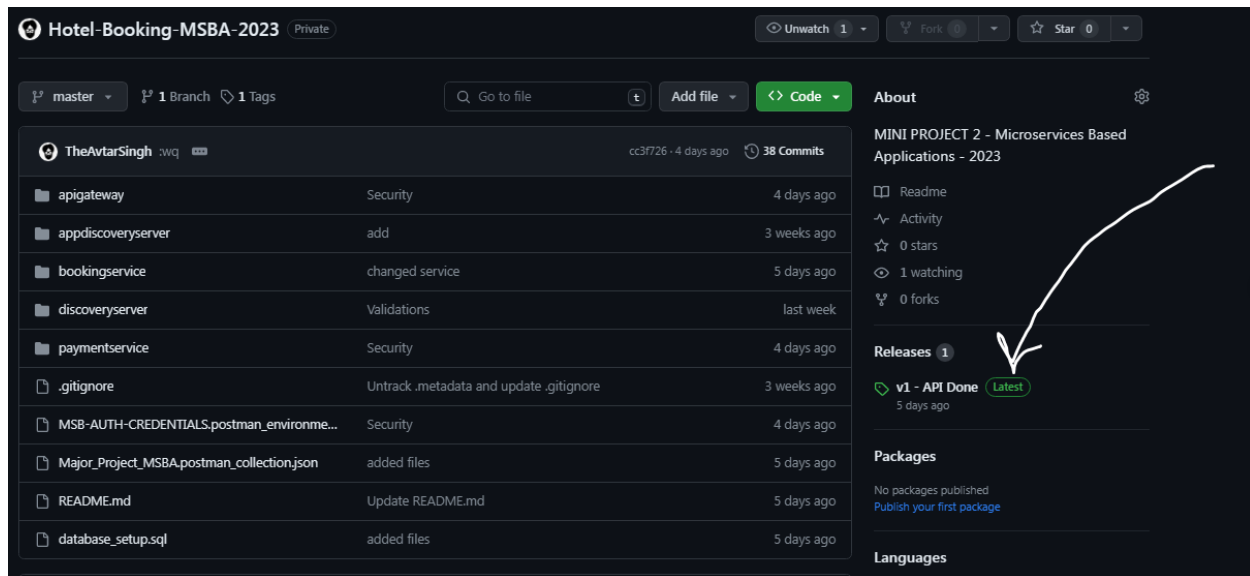 Hotel-Booking-MSBA-2023 Private
Unwatch 1 Fork 0 Star 0
master 1 Branch 1 Tags Go to file t Add file Code
TheAvtarSingh :wq cc3f726 · 4 days ago 38 Commits
apigateway Security 4 days ago
appdiscoveryserver add 3 weeks ago
bookingservice changed service 5 days ago
discoveryserver Validations last week
paymentservice Security 4 days ago
.gitignore Untrack .metadata and update .gitignore 3 weeks ago
MSB-AUTH-CREDENTIALS.postman_environme... Security 4 days ago
Major_Project_MSBA.postman_collection.json added files 5 days ago
README.md Update README.md 5 days ago
database_setup.sql added files 5 days ago
About
MINI PROJECT 2 - Microservices Based
Applications - 2023
Readme
Activity
0 stars
1 watching
0 forks
Releases 1
v1 - API Done Latest
5 days ago
Packages
No packages published
Publish your first package
Languages